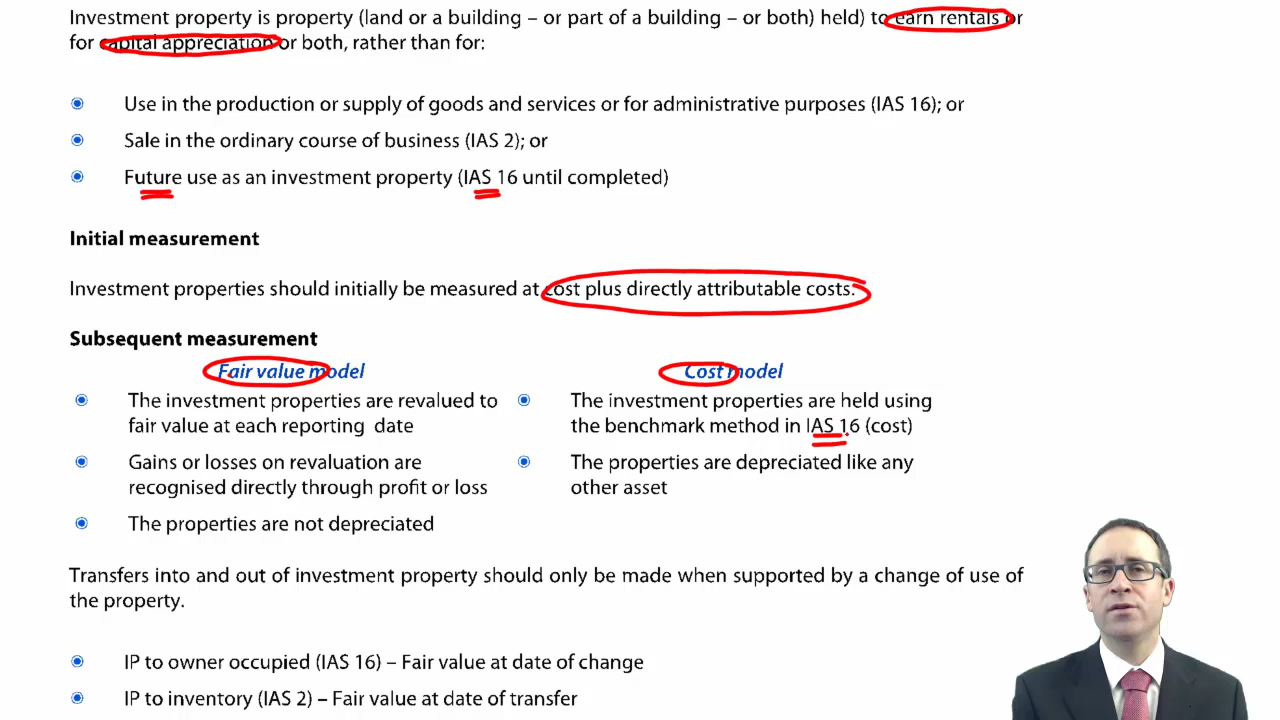 Investment property is property (land or a building – or part of a building – or both) held) to earn rentals or
for capital appreciation or both, rather than for:
Use in the production or supply of goods and services or for administrative purposes (IAS 16); or
Sale in the ordinary course of business (IAS 2); or
Future use as an investment property (IAS 16 until completed)
Initial measurement
Investment properties should initially be measured at cost plus directly attributable costs.
Subsequent measurement
Fair value model
The investment properties are revalued to
fair value at each reporting date
Gains or losses on revaluation are
recognised directly through profit or loss
The properties are not depreciated
Cost model
The investment properties are held using
the benchmark method in IAS 16 (cost)
The properties are depreciated like any
other asset
Transfers into and out of investment property should only be made when supported by a change of use of
the property.
IP to owner occupied (IAS 16) – Fair value at date of change
IP to inventory (IAS 2) – Fair value at date of transfer